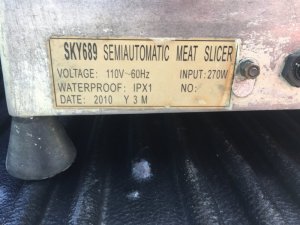 SKY689 SEMIAUTOMATIC MEAT SLICER
VOLTAGE: 110V~60Hz INPUT: 270W
WATERPROOF: IPX1 NO:
DATE: 2010 Y 3 M